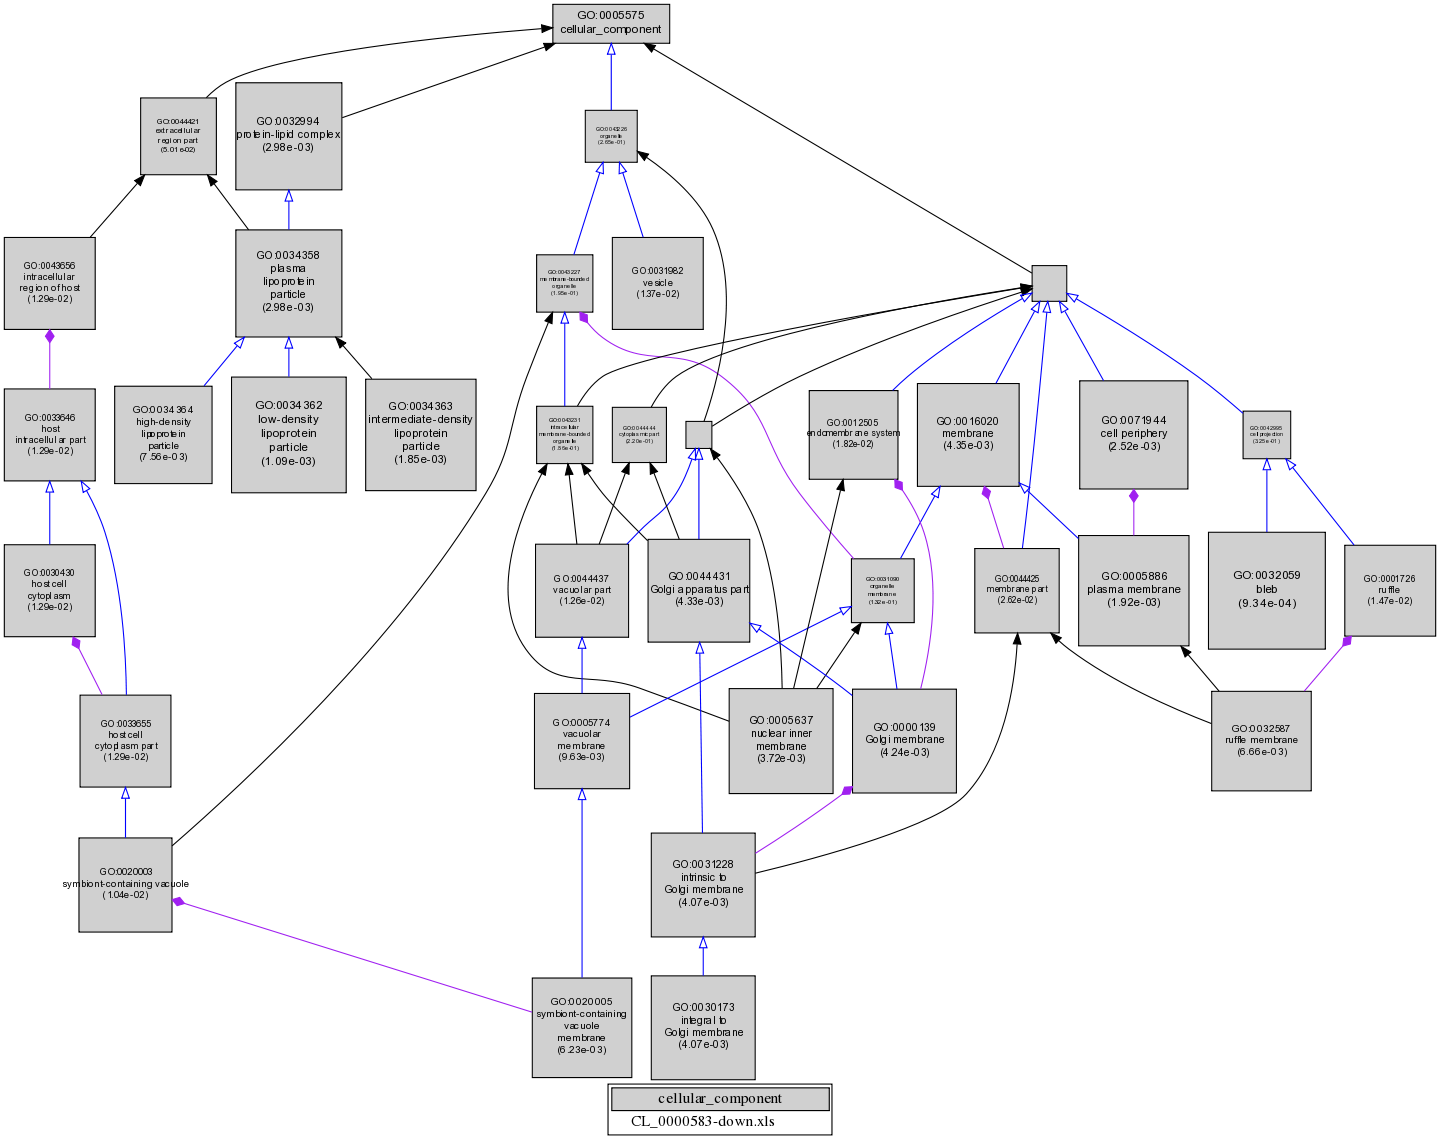 GO:0005575
cellular_component
GO:0044421
extracellular
region part
(5.01e-02)
GO:0032994
protein-lipid complex
(2.98e-03)
GO:0043226
organelle
(2.65e-01)
GO:0043656
intracellular
region of host
(1.29e-02)
GO:0034358
plasma
lipoprotein
particle
(2.98e-03)
GO:0043227
membrane-bounded
organelle
(1.95e-01)
GO:0031982
vesicle
(1.37e-02)
GO:0033646
host
intracellular part
(1.29e-02)
GO:0034364
high-density
lipoprotein
particle
(7.56e-03)
GO:0034362
low-density
lipoprotein
particle
(1.09e-03)
GO:0034363
intermediate-density
lipoprotein
particle
(1.85e-03)
GO:0043231
intracellular
membrane-bounded
organelle
(1.86e-01)
GO:0044444
cytoplasmic part
(2.20e-01)
GO:0012505
endomembrane system
(1.82e-02)
GO:0016020
membrane
(4.35e-03)
GO:0071944
cell periphery
(2.52e-03)
GO:0042995
cell projection
(3.25e-01)
GO:0030430
host cell
cytoplasm
(1.29e-02)
GO:0044437
vacuolar part
(1.26e-02)
GO:0044431
Golgi apparatus part
(4.33e-03)
GO:0031090
organelle
membrane
(1.32e-01)
GO:0044425
membrane part
(2.62e-02)
GO:0005886
plasma membrane
(1.92e-03)
GO:0032059
bleb
(9.34e-04)
GO:0001726
ruffle
(1.47e-02)
GO:0033655
host cell
cytoplasm part
(1.29e-02)
GO:0005774
vacuolar
membrane
(9.63e-03)
GO:0005637
nuclear inner
membrane
(3.72e-03)
GO:0000139
Golgi membrane
(4.24e-03)
GO:0032587
ruffle membrane
(6.66e-03)
GO:0020003
symbiont-containing vacuole
(1.04e-02)
GO:0031228
intrinsic to
Golgi membrane
(4.07e-03)
GO:0020005
symbiont-containing
vacuole
membrane
(6.23e-03)
GO:0030173
integral to
Golgi membrane
(4.07e-03)
cellular_component
CL_0000583-down.xls